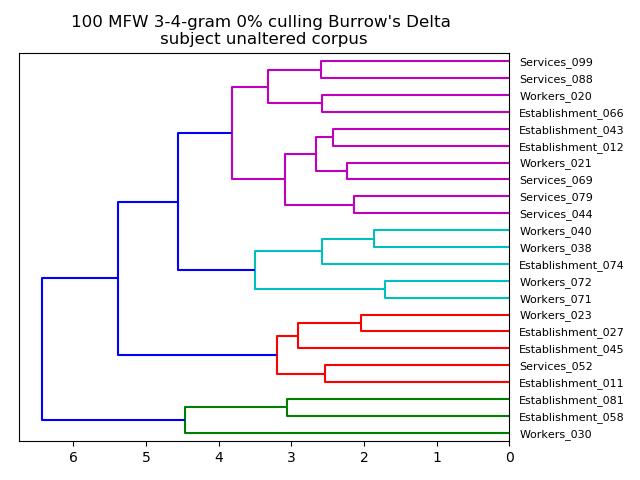 100 MFW 3-4-gram 0% culling Burrow's Delta
subject unaltered corpus
Services_099
Services_088
Workers_020
Establishment_066
Establishment_043
Establishment_012
Workers_021
Services_069
Services_079
Services_044
Workers_040
Workers_038
Establishment_074
Workers_072
Workers_071
Workers_023
Establishment_027
Establishment_045
Services_052
Establishment_011
Establishment_081
Establishment_058
Workers_030
6 5 4 3 2 1 0